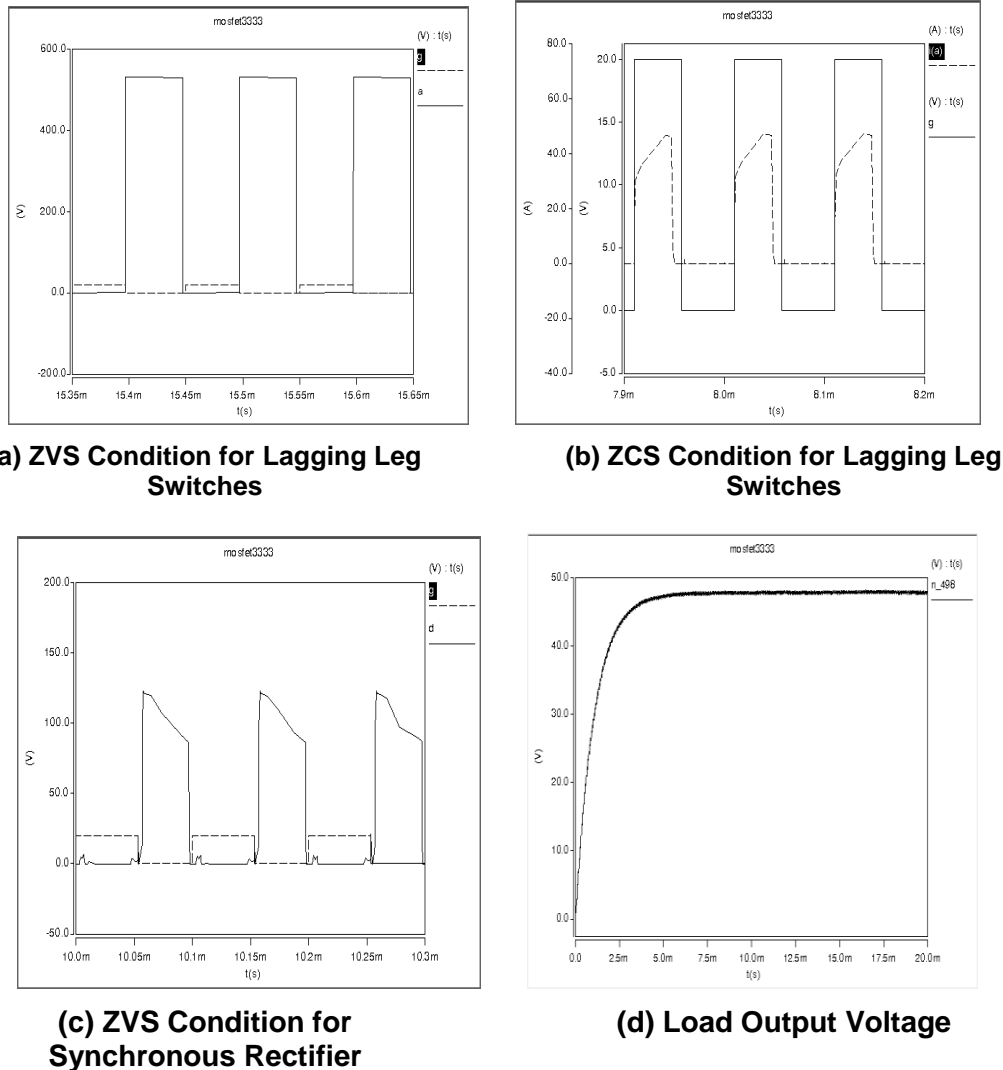 mosfet3333
(V) : t(s)
g
a
600.0
400.0
200.0
0.0
-200.0
(V)
15.35m 15.4m 15.45m 15.5m 15.55m 15.6m 15.65m
t(s)
a) ZVS Condition for Lagging Leg
Switches
mosfet3333
(A) : t(s)
i(a)
(V) : t(s)
g
80.0
60.0
40.0
20.0
0.0
-20.0
-40.0
(A)
20.0
15.0
10.0
5.0
0.0
-5.0
(V)
7.9m 8.0m 8.1m 8.2m
t(s)
(b) ZCS Condition for Lagging Leg
Switches
mosfet3333
(V) : t(s)
g
d
200.0
150.0
100.0
50.0
0.0
-50.0
(V)
10.0m 10.05m 10.1m 10.15m 10.2m 10.25m 10.3m
t(s)
(c) ZVS Condition for
Synchronous Rectifier
mosfet3333
(V) : t(s)
n_498
50.0
40.0
30.0
20.0
10.0
0.0
(V)
0.0 2.5m 5.0m 7.5m 10.0m 12.5m 15.0m 17.5m 20.0m
t(s)
(d) Load Output Voltage